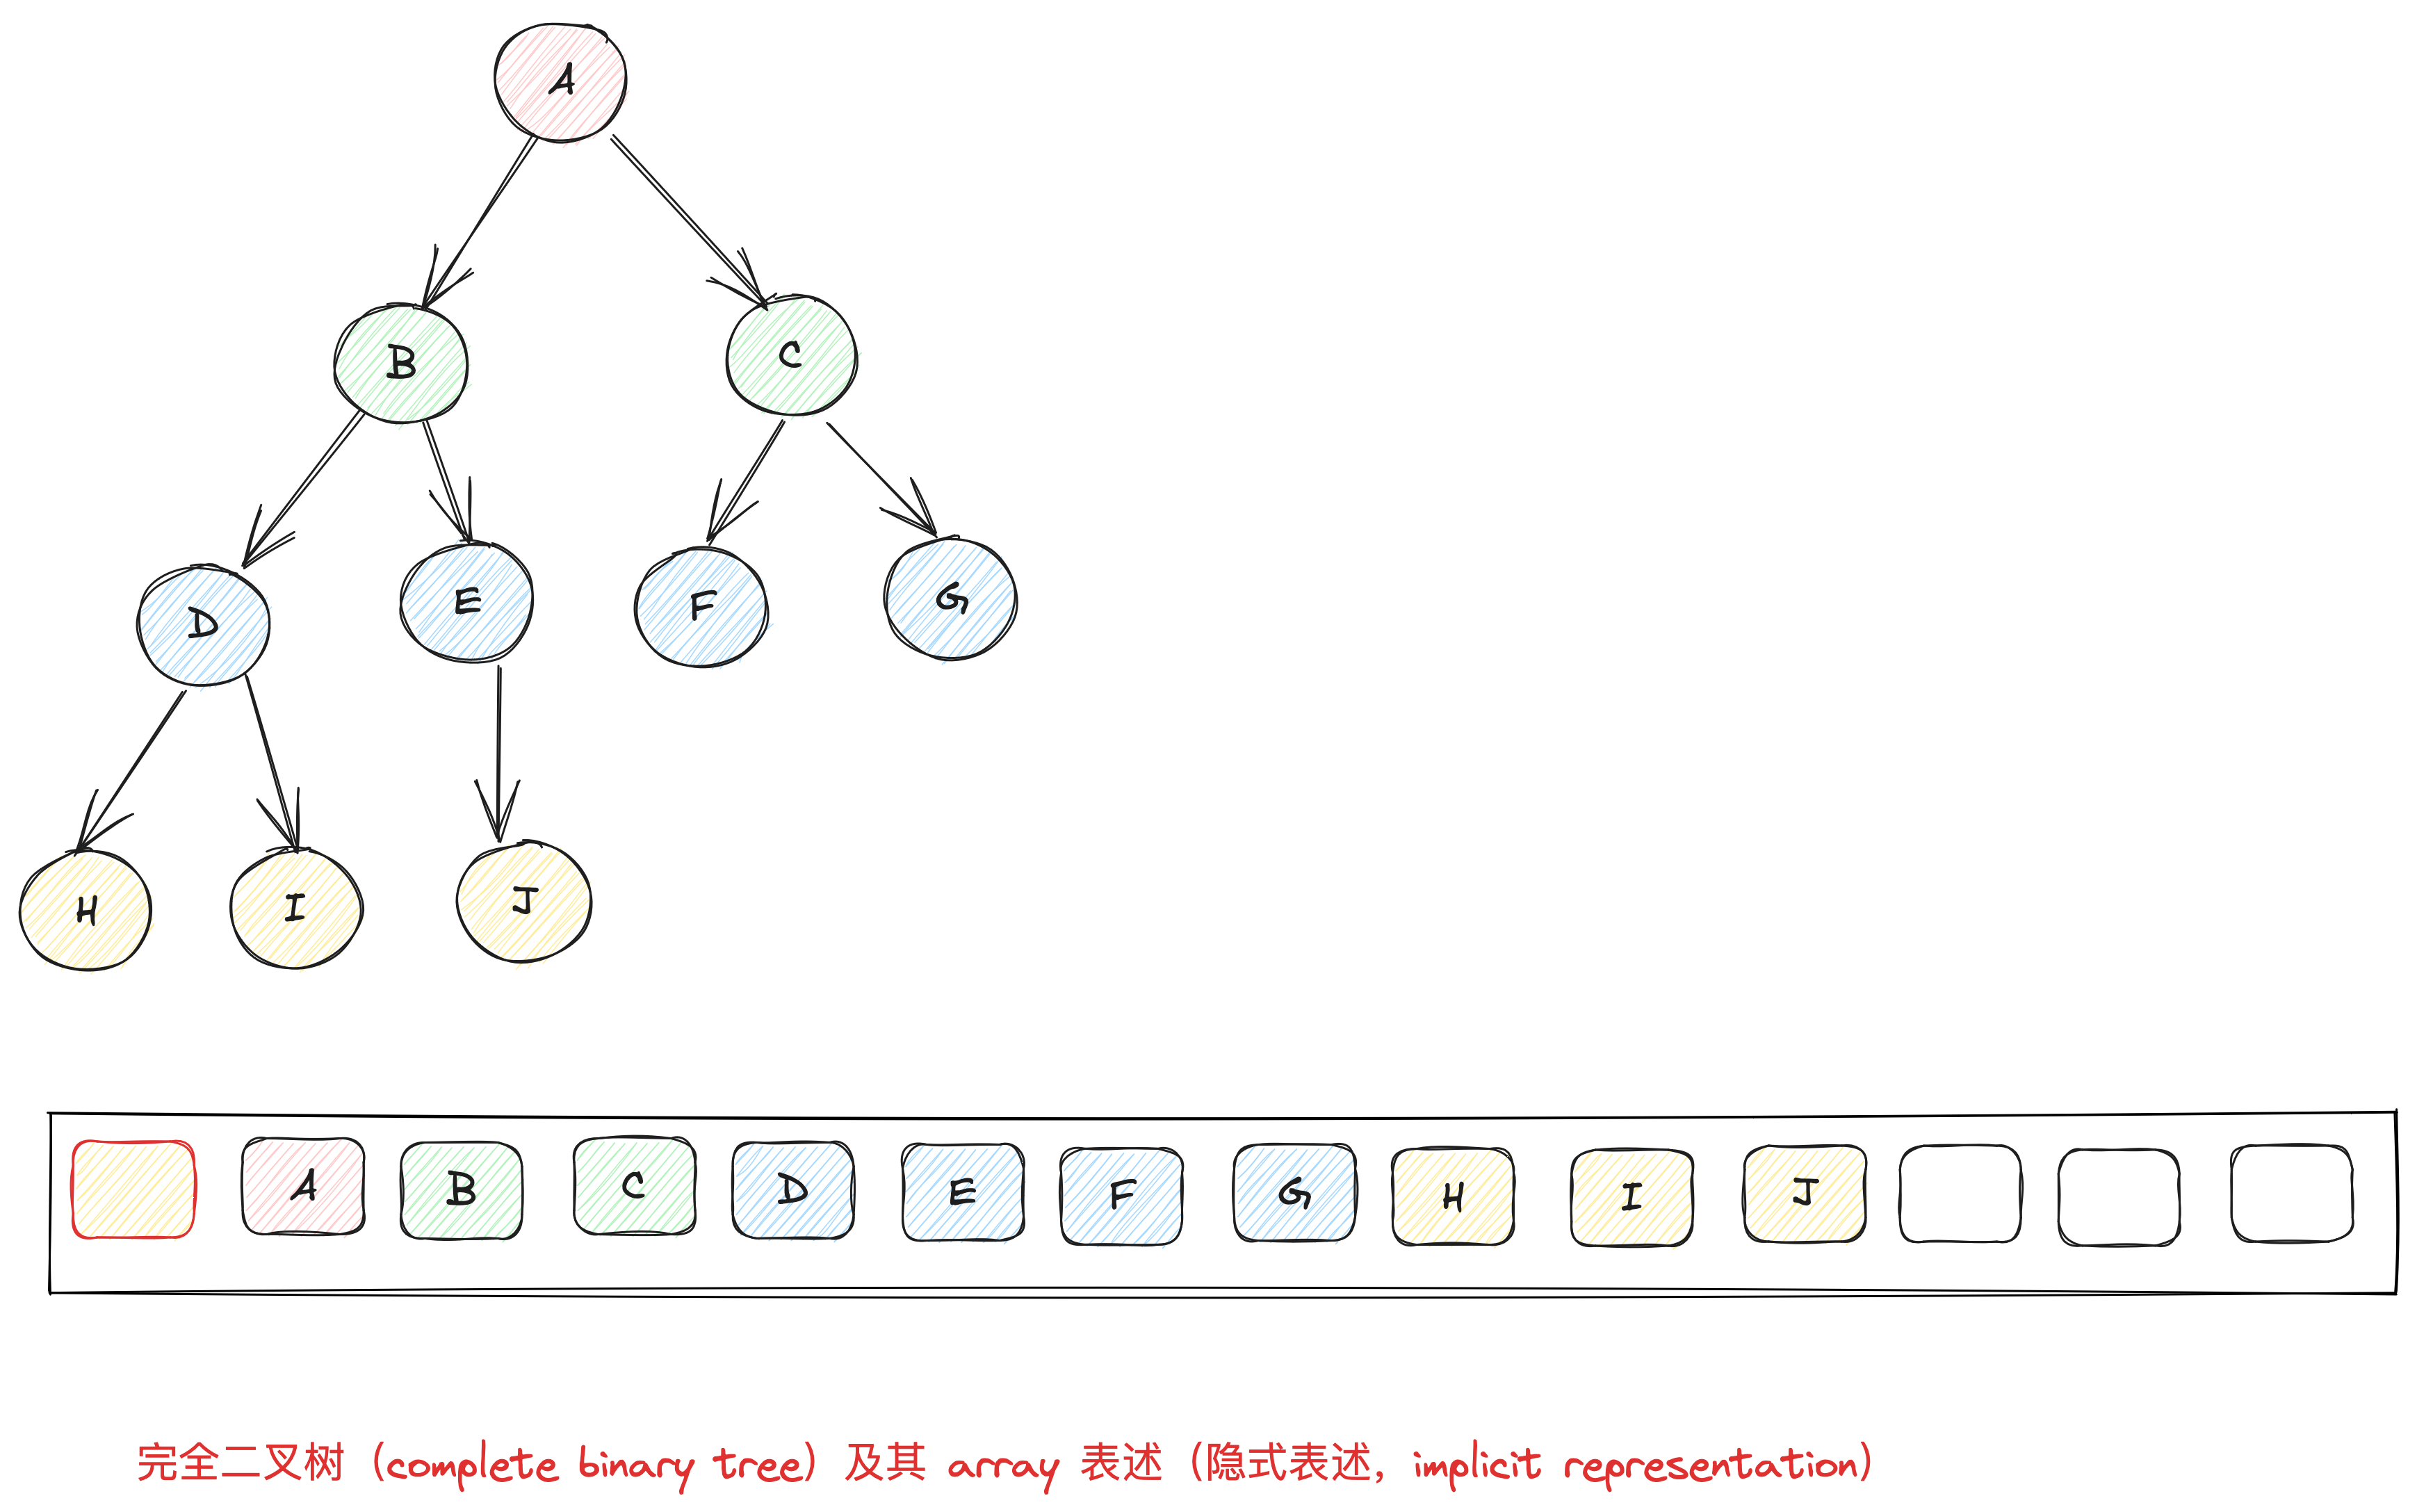 A
B
C
D
E
F
G
H
I
J
A B C D E F G H I J
完全二叉树 (complete binary tree) 及其 array 表述 (隐式表述, implicit representation)